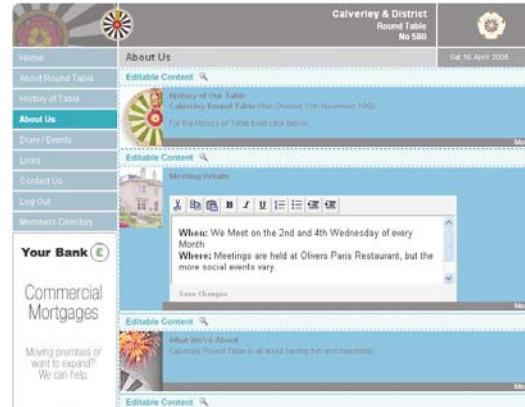 Calverley & District
Round Table
No 580
Home
About Us
Sat 16 April 2005
About Round Table
Editable Content
History of Table
History of Our Table
Calverley Round Table Was Charted 11th November
About Us
For the History of Table itself click below
Diary / Events
Links
Editable Content
Contact Us
Meeting Details
Log Out
Members Directory
B I U
When: We Meet on the 2nd and 4th Wednesday of every
Month
Where: Meetings are held at Olivers Paris Restaurant, but the
more social events vary.
Save Changes
Your Bank £
Commercial
Mortgages
Moving premises or
want to expand?
We can help.
Editable Content
What We're About
Calverley Round Table is all about having fun and friendship!
Editable Content